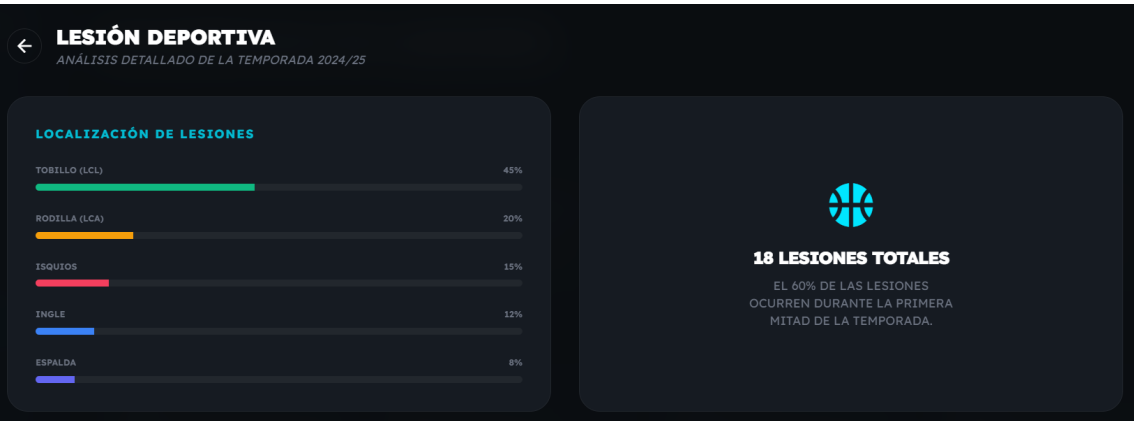 LESIÓN DEPORTIVA
ANÁLISIS DETALLADO DE LA TEMPORADA 2024/25
LOCALIZACIÓN DE LESIONES
TOBILLO (LCL) 45%
RODILLA (LCA) 20%
ISQUIOS 15%
INGLE 12%
ESPALDA 8%
18 LESIONES TOTALES
EL 60% DE LAS LESIONES
OCURREN DURANTE LA PRIMERA
MITAD DE LA TEMPORADA.